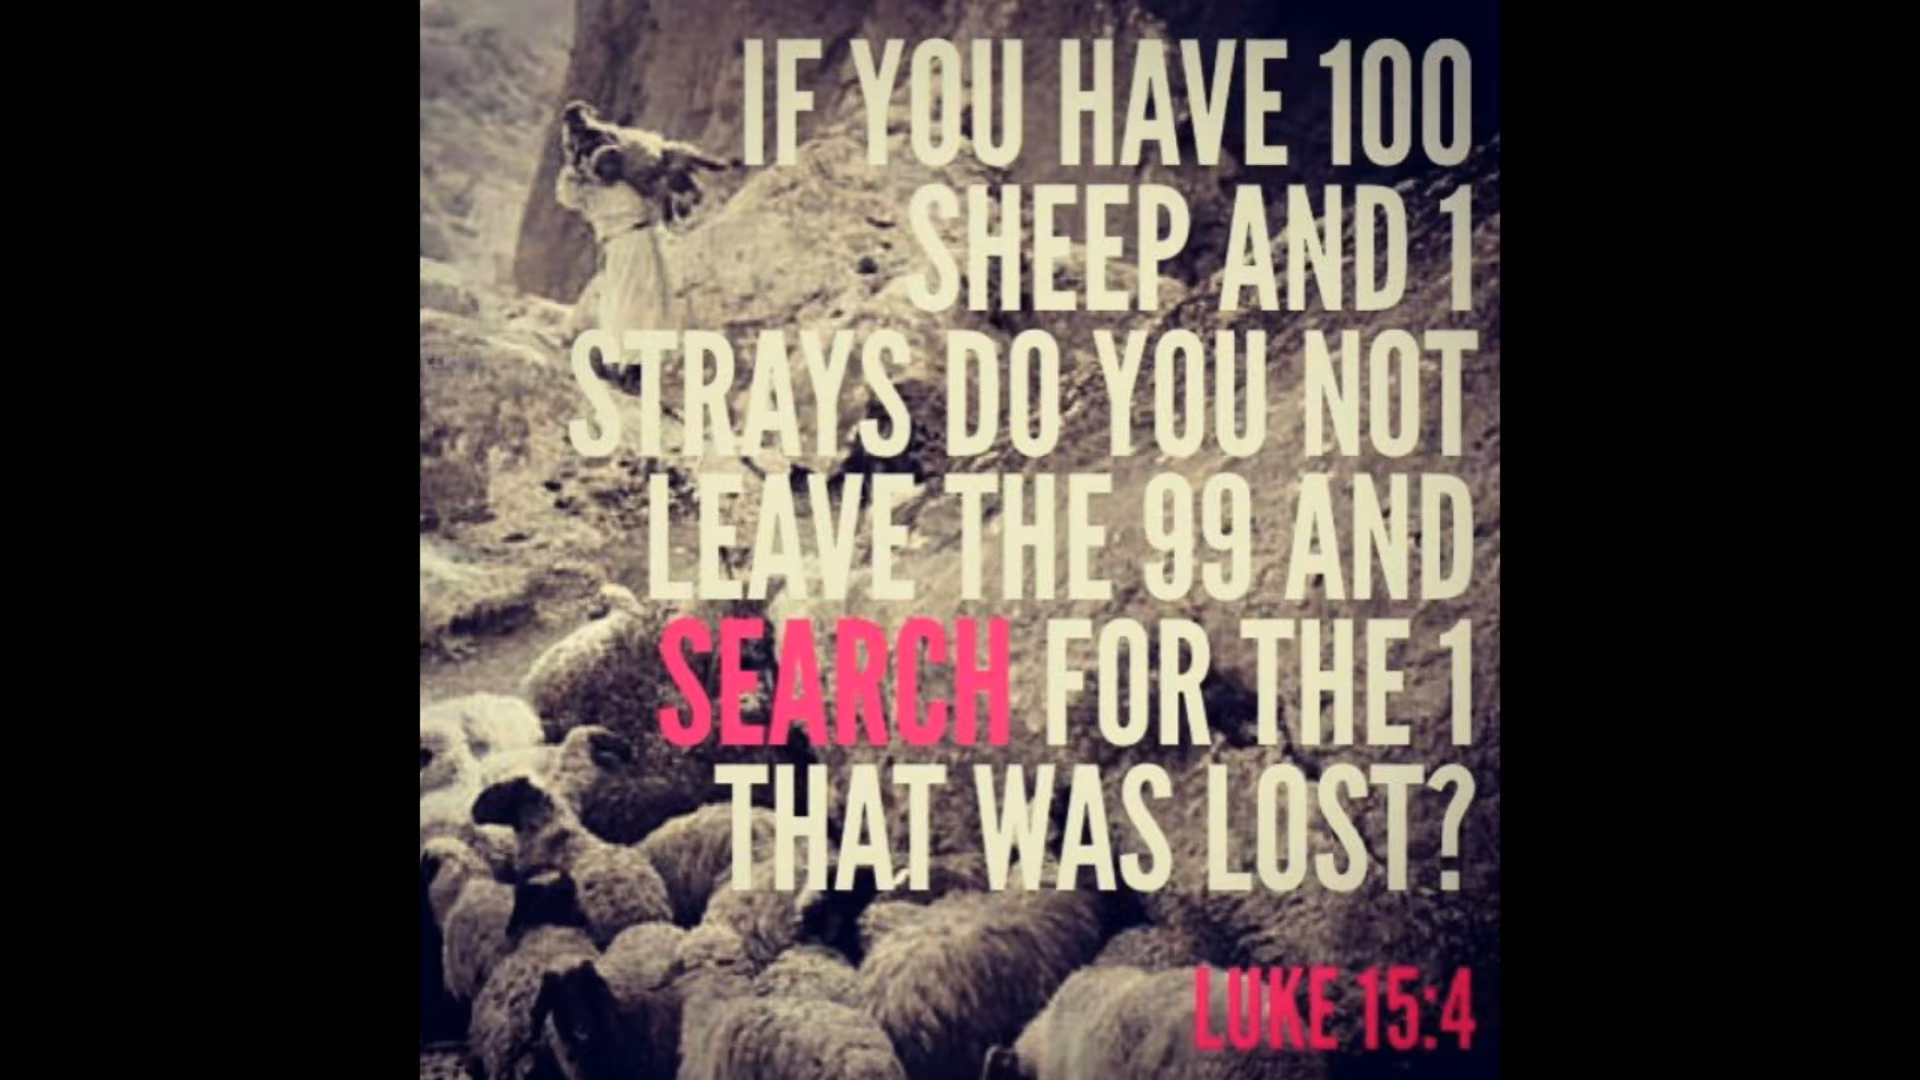 IF YOU HAVE 100
SHEEP AND 1
STRAYS DO YOU NOT
LEAVE THE 99 AND
SEARCH FOR THE 1
THAT WAS LOST?
LUKE 15:4